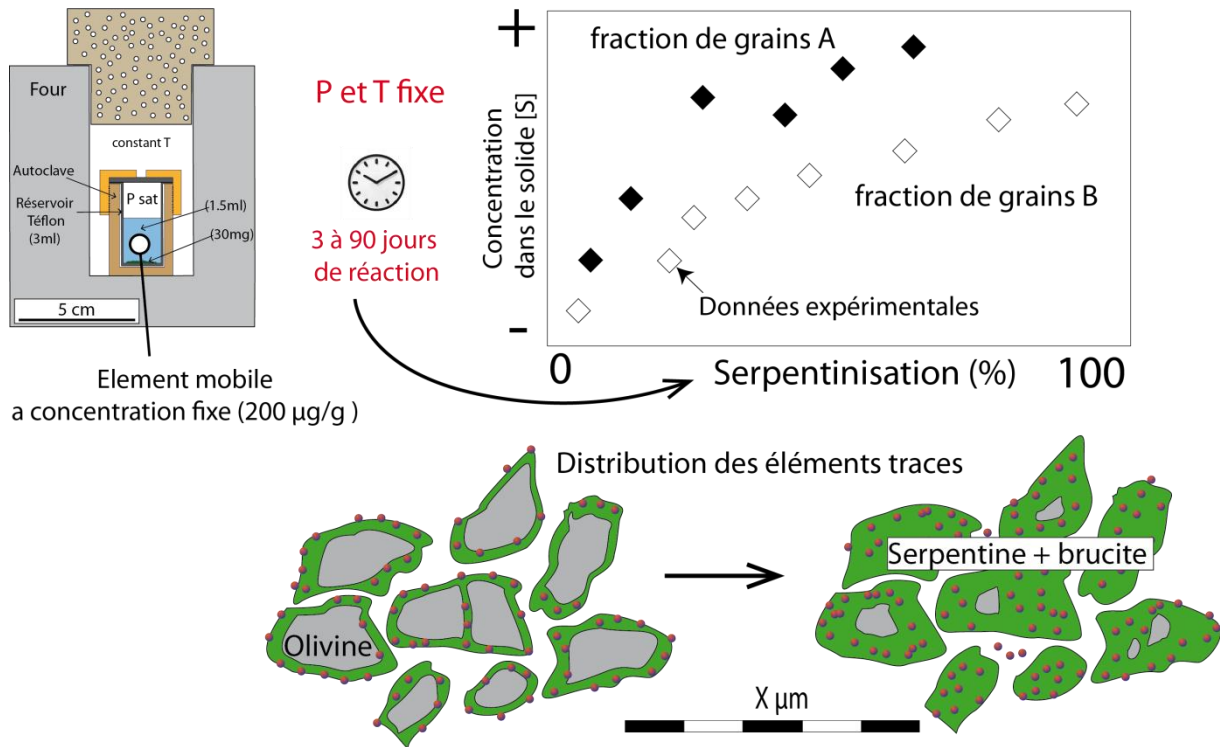 Four
constant T
Autoclave
P sat
Réservoir
Téflon
(3ml)
(1.5ml)
(30mg)
5 cm
Element mobile
a concentration fixe (200 µg/g )
P et T fixe
3 à 90 jours
de réaction
+
Concentration
dans le solide [S]
-
fraction de grains A
fraction de grains B
Données expérimentales
0
Serpentinisation (%)
100
Distribution des éléments traces
Olivine
Serpentine + brucite
X µm